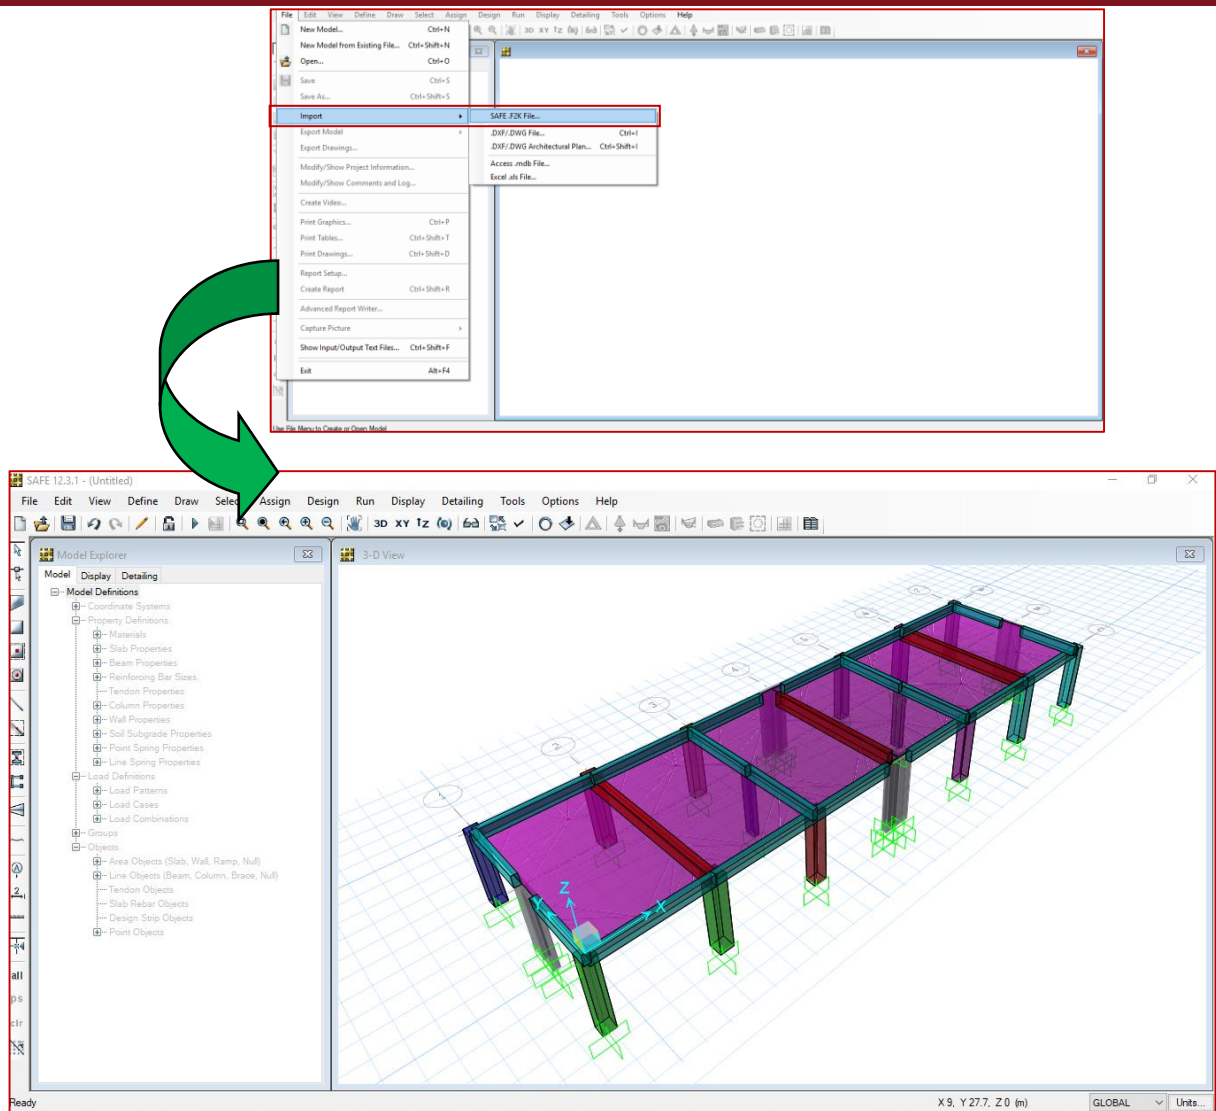 File Edit View Define Draw Select Assign Design Run Display Detailing Tools Options Help
New Model... Ctrl+N
3D XY
New Model from Existing File... Ctrl+Shift+N
Open... Ctrl+O
Save Ctrl+S
Save As... Ctrl+Shift+S
Import SAFE .F2K File...
Export Model .DXF/.DWG File... Ctrl+I
Export Drawings... .DXF/.DWG Architectural Plan... Ctrl+Shift+I
Modify/Show Project Information... Access .mdb File...
Modify/Show Comments and Log... Excel .xls File...
Create Video...
Print Graphics... Ctrl+P
Print Tables... Ctrl+Shift+T
Print Drawings... Ctrl+Shift+D
Report Setup...
Create Report Ctrl+Shift+R
Advanced Report Writer...
Capture Picture
Show Input/Output Text Files... Ctrl+Shift+F
Exit Alt+F4
Use File Menu to Create or Open Model
SAFE 12.3.1 - (Untitled)
File Edit View Define Draw Select Assign Design Run Display Detailing Tools Options Help
3D XY
Model Explorer
3-D View
Model Display Detailing
Model Definitions
Coordinate Systems
Property Definitions
Materials
Slab Properties
Beam Properties
Reinforcing Bar Sizes
Tendon Properties
Column Properties
Wall Properties
Soil Subgrade Properties
Point Spring Properties
Line Spring Properties
Load Definitions
Load Patterns
Load Cases
Load Combinations
Groups
Objects
Area Objects (Slab, Wall, Ramp, Null)
Line Objects (Beam, Column, Brace, Null)
Tendon Objects
Slab Rebar Objects
Design Strip Objects
Point Objects
all
ps
clr
1
2
3
4
Z
Y
X
Ready X 9, Y 27.7, Z 0 (m) GLOBAL Units...